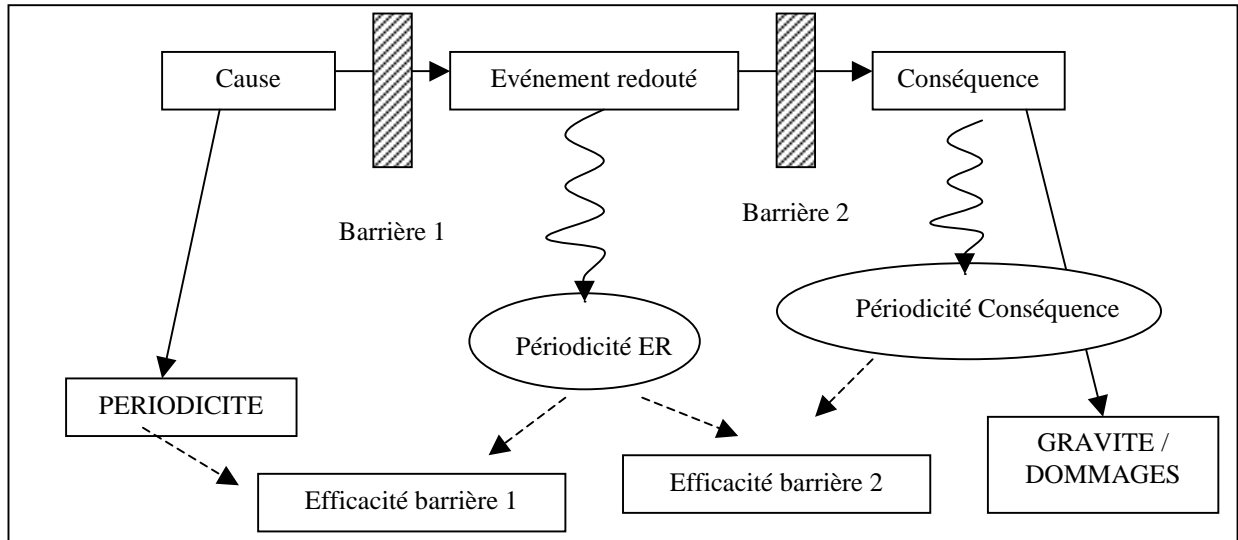 Cause
Evénement redouté
Conséquence
Barrière 1
Barrière 2
Périodicité ER
Périodicité Conséquence
PERIODICITE
Efficacité barrière 1
Efficacité barrière 2
GRAVITE /
DOMMAGES